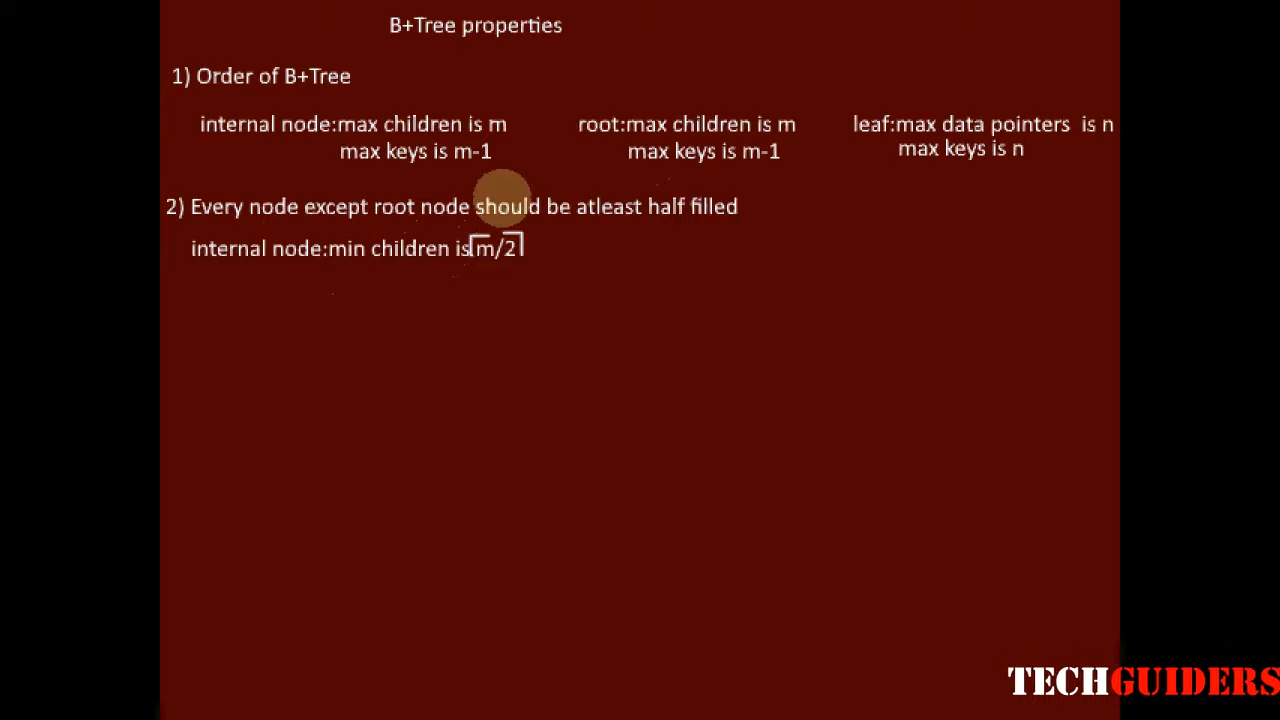 B+Tree properties
1) Order of B+Tree
internal node:max children is m root:max children is m leaf:max data pointers is n
max keys is m-1 max keys is m-1 max keys is n
2) Every node except root node should be atleast half filled
internal node:min children is ⌈m/2⌉
TECHGUIDERS